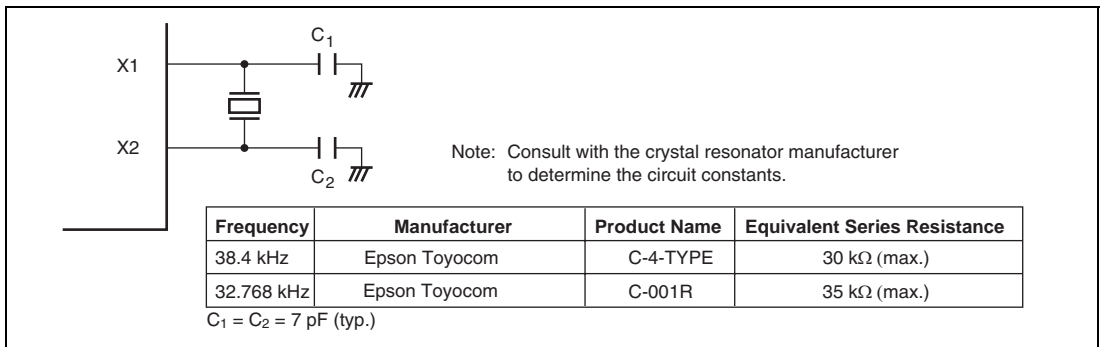 C1
X1
X2
C2
Note: Consult with the crystal resonator manufacturer
to determine the circuit constants.
Frequency Manufacturer Product Name Equivalent Series Resistance
38.4 kHz Epson Toyocom C-4-TYPE 30 kΩ (max.)
32.768 kHz Epson Toyocom C-001R 35 kΩ (max.)
C1 = C2 = 7 pF (typ.)